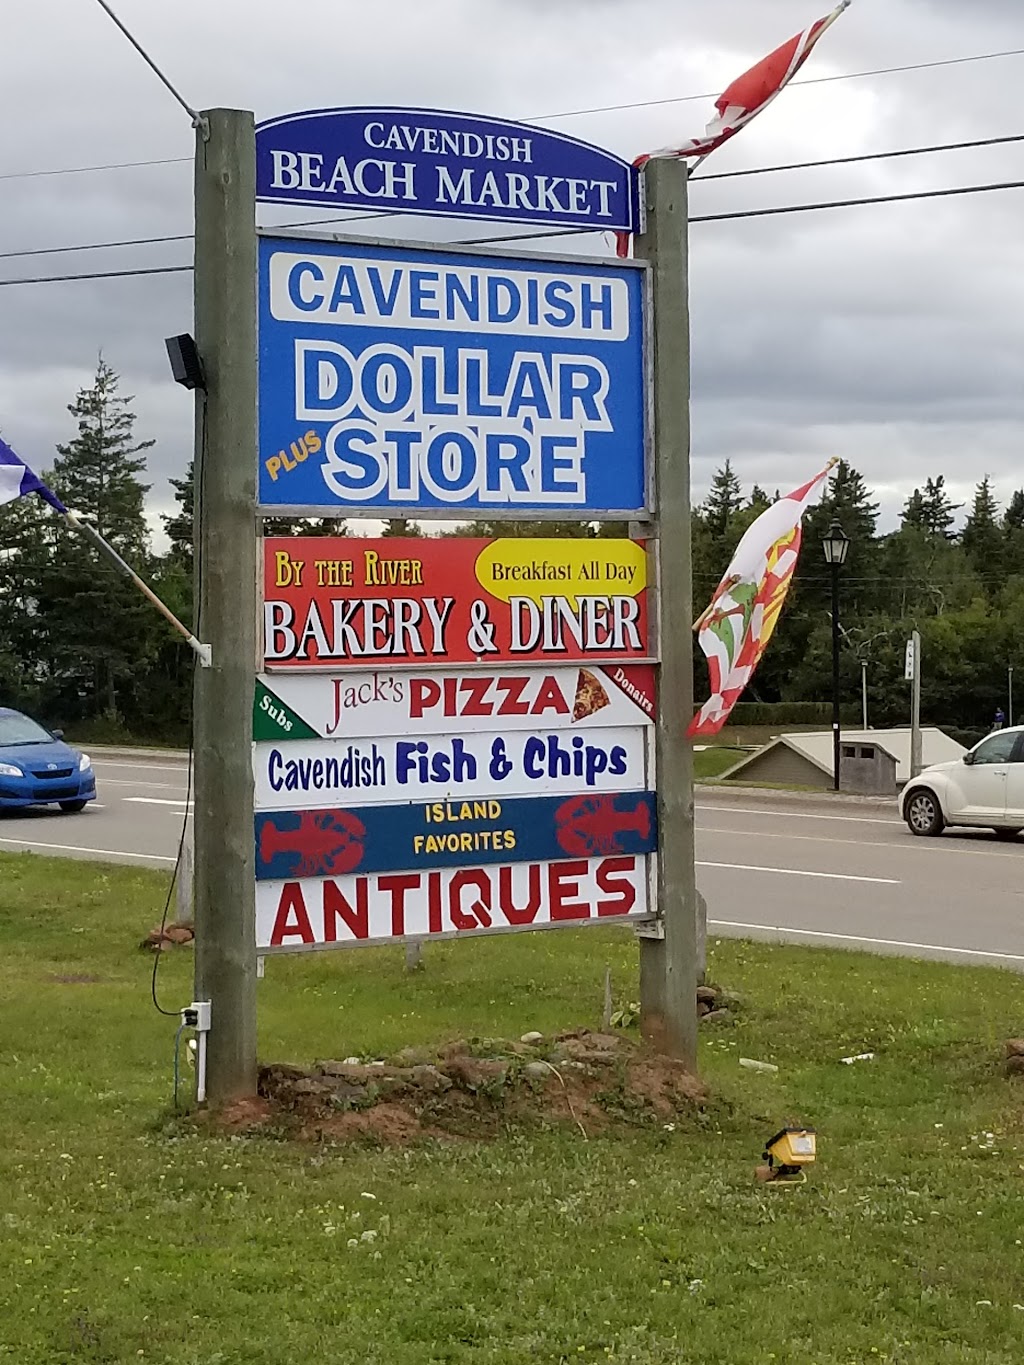 CAVENDISH
BEACH MARKET
CAVENDISH
DOLLAR
PLUS STORE
BY THE RIVER
Breakfast All Day
BAKERY & DINER
Subs
Jack's PIZZA
Donairs
Cavendish Fish & Chips
ISLAND
FAVORITES
ANTIQUES